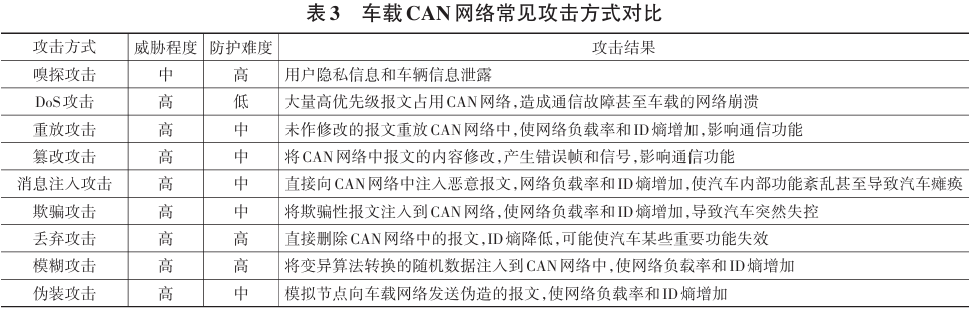 表3 车载CAN网络常见攻击方式对比
攻击方式 威胁程度 防护难度 攻击结果
嗅探攻击 中 高 用户隐私信息和车辆信息泄露
DoS攻击 高 低 大量高优先级报文占用CAN网络,造成通信故障甚至车载的网络崩溃
重放攻击 高 中 未作修改的报文重放CAN网络中,使网络负载率和ID熵增加,影响通信功能
篡改攻击 高 中 将CAN网络中报文的内容修改,产生错误帧和信号,影响通信功能
消息注入攻击 高 中 直接向CAN网络中注入恶意报文,网络负载率和ID熵增加,使汽车内部功能紊乱甚至导致汽车瘫痪
欺骗攻击 高 中 将欺骗性报文注入到CAN网络,使网络负载率和ID熵增加,导致汽车突然失控
丢弃攻击 高 高 直接删除CAN网络中的报文,ID熵降低,可能使汽车某些重要功能失效
模糊攻击 高 高 将变异算法转换的随机数据注入到CAN网络中,使网络负载率和ID熵增加
伪装攻击 高 中 模拟节点向车载网络发送伪造的报文,使网络负载率和ID熵增加